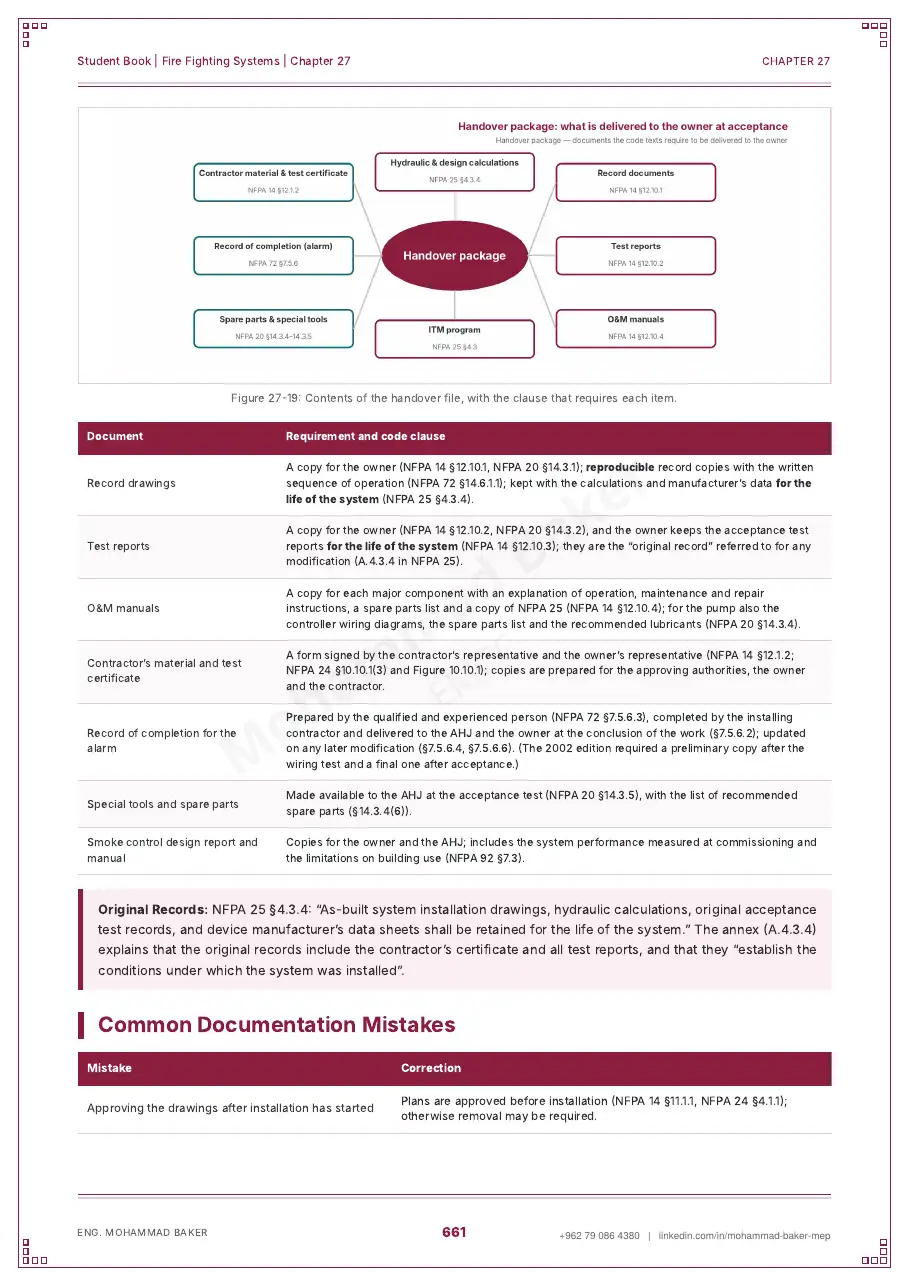 Student Book | Fire Fighting Systems | Chapter 27
CHAPTER 27
Handover package: what is delivered to the owner at acceptance
Handover package — documents the code texts require to be delivered to the owner
Contractor material & test certificate
NFPA 14 §12.1.2
Hydraulic & design calculations
NFPA 25 §4.3.4
Record documents
NFPA 14 §12.10.1
Record of completion (alarm)
NFPA 72 §7.5.6
Handover package
Test reports
NFPA 14 §12.10.2
Spare parts & special tools
NFPA 20 §14.3.4–14.3.5
ITM program
NFPA 25 §4.3
O&M manuals
NFPA 14 §12.10.4
Figure 27-19: Contents of the handover file, with the clause that requires each item.
Document
Requirement and code clause
Record drawings
A copy for the owner (NFPA 14 §12.10.1, NFPA 20 §14.3.1); reproducible record copies with the written
sequence of operation (NFPA 72 §14.6.1.1); kept with the calculations and manufacturer’s data for the
life of the system (NFPA 25 §4.3.4).
Test reports
A copy for the owner (NFPA 14 §12.10.2, NFPA 20 §14.3.2), and the owner keeps the acceptance test
reports for the life of the system (NFPA 14 §12.10.3); they are the “original record” referred to for any
modification (A.4.3.4 in NFPA 25).
O&M manuals
A copy for each major component with an explanation of operation, maintenance and repair
instructions, a spare parts list and a copy of NFPA 25 (NFPA 14 §12.10.4); for the pump also the
controller wiring diagrams, the spare parts list and the recommended lubricants (NFPA 20 §14.3.4).
Contractor’s material and test
certificate
A form signed by the contractor’s representative and the owner’s representative (NFPA 14 §12.1.2;
NFPA 24 §10.10.1(3) and Figure 10.10.1); copies are prepared for the approving authorities, the owner
and the contractor.
Record of completion for the
alarm
Prepared by the qualified and experienced person (NFPA 72 §7.5.6.3), completed by the installing
contractor and delivered to the AHJ and the owner at the conclusion of the work (§7.5.6.2); updated
on any later modification (§7.5.6.4, §7.5.6.6). (The 2002 edition required a preliminary copy after the
wiring test and a final one after acceptance.)
Special tools and spare parts
Made available to the AHJ at the acceptance test (NFPA 20 §14.3.5), with the list of recommended
spare parts (§14.3.4(6)).
Smoke control design report and
manual
Copies for the owner and the AHJ; includes the system performance measured at commissioning and
the limitations on building use (NFPA 92 §7.3).
Original Records: NFPA 25 §4.3.4: “As-built system installation drawings, hydraulic calculations, original acceptance
test records, and device manufacturer’s data sheets shall be retained for the life of the system.” The annex (A.4.3.4)
explains that the original records include the contractor’s certificate and all test reports, and that they “establish the
conditions under which the system was installed”.
Common Documentation Mistakes
Mistake
Correction
Approving the drawings after installation has started
Plans are approved before installation (NFPA 14 §11.1.1, NFPA 24 §4.1.1);
otherwise removal may be required.
ENG. MOHAMMAD BAKER
661
+962 79 086 4380 | linkedin.com/in/mohammad-baker-mep